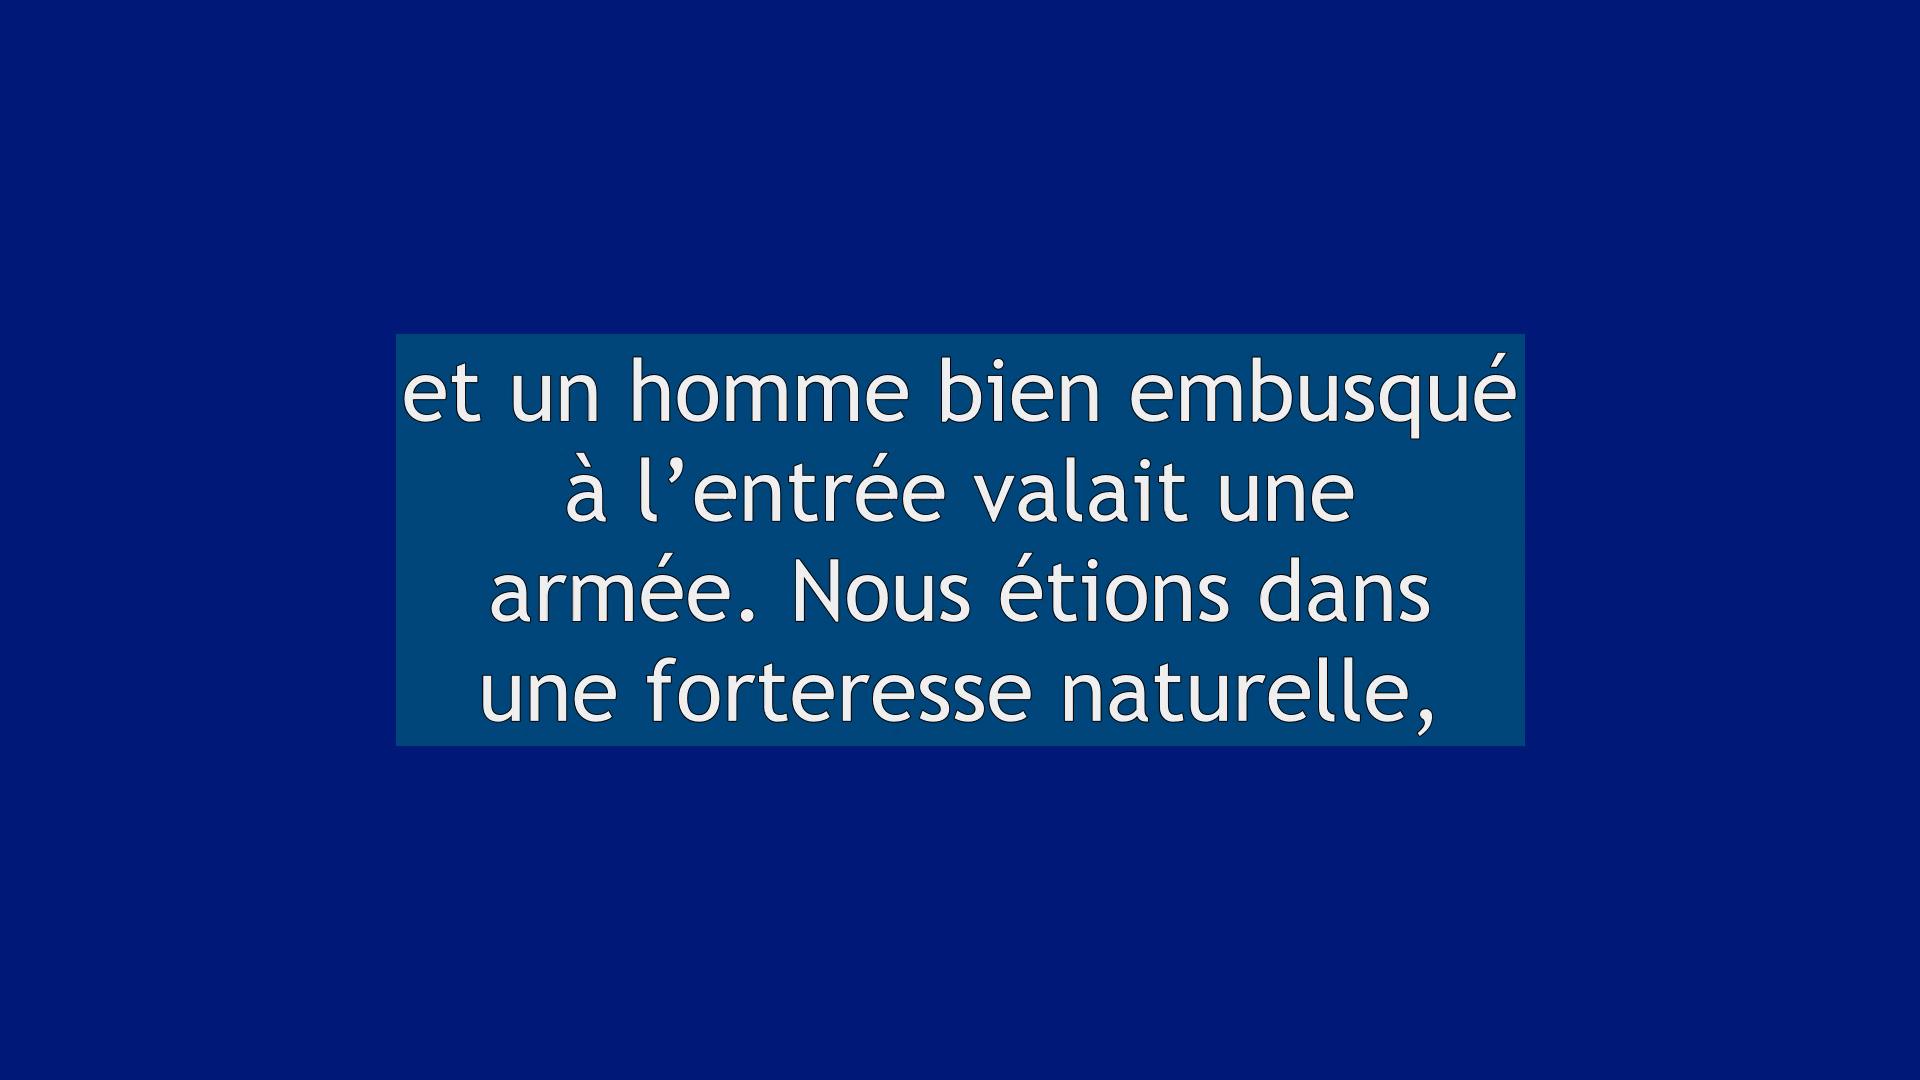 et un homme bien embusqué
à l’entrée valait une
armée. Nous étions dans
une forteresse naturelle,